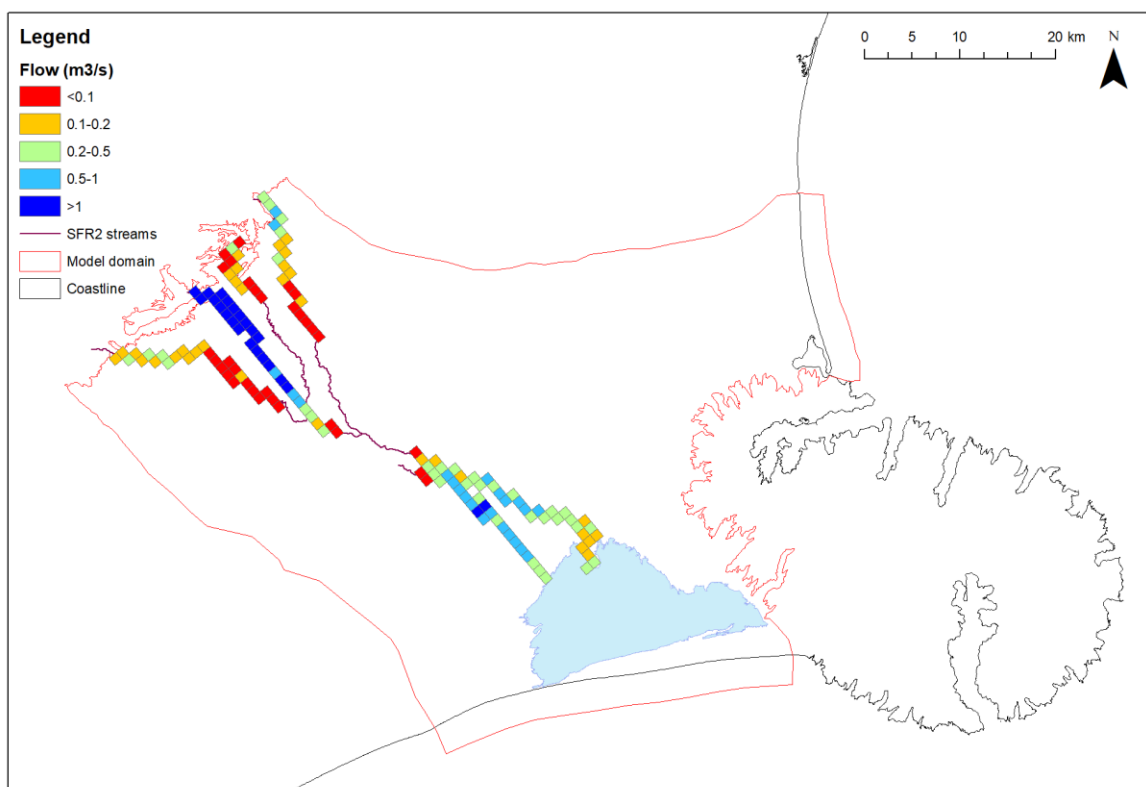 Legend
Flow (m3/s)
<0.1
0.1-0.2
0.2-0.5
0.5-1
>1
SFR2 streams
Model domain
Coastline
0 5 10 20 km
N